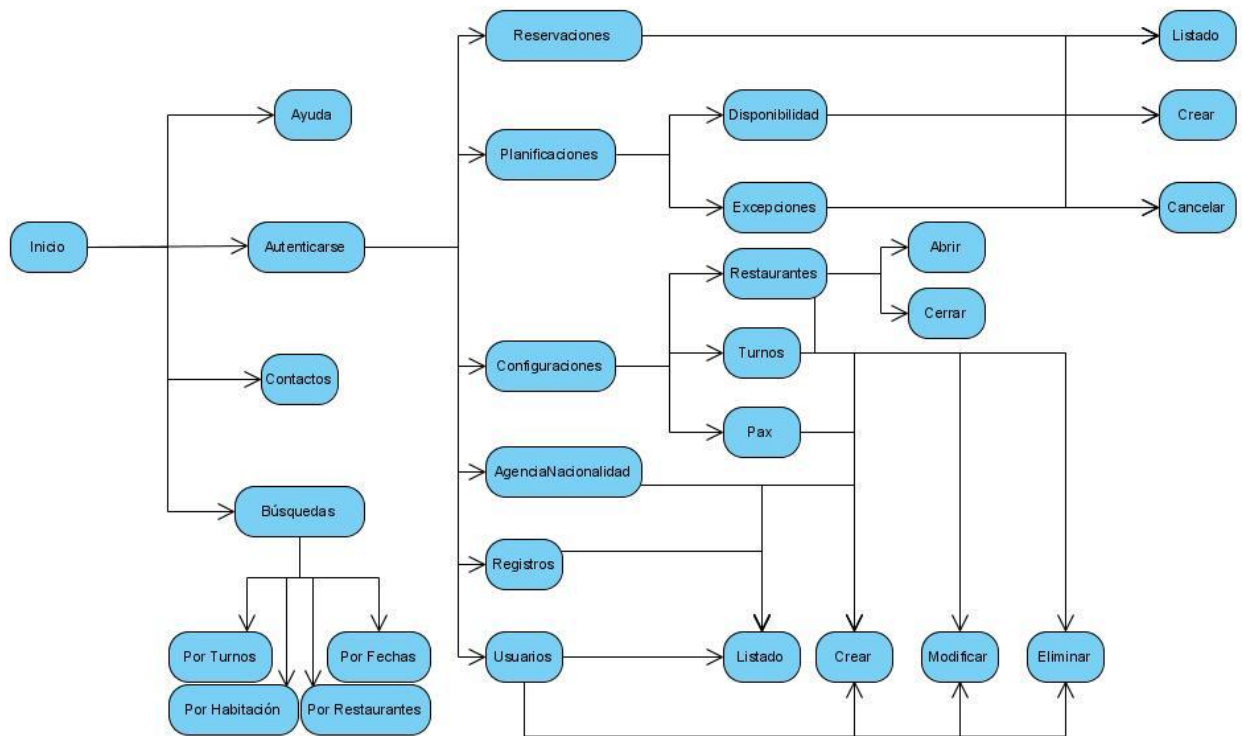 Reservaciones
Listado
Ayuda
Disponibilidad
Crear
Planificaciones
Excepciones
Cancelar
Inicio
Autenticarse
Abrir
Restaurantes
Cerrar
Turnos
Configuraciones
Contactos
Pax
AgenciaNacionalidad
Búsquedas
Registros
Por Turnos
Por Fechas
Usuarios
Listado
Crear
Modificar
Eliminar
Por Habitación
Por Restaurantes